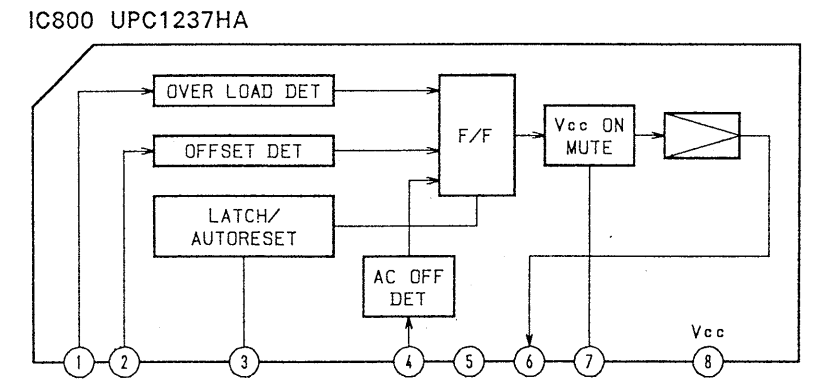 IC800 UPC1237HA
OVER LOAD DET
OFFSET DET
LATCH/
AUTORESET
F/F
Vcc ON
MUTE
AC OFF
DET
Vcc
1 2 3 4 5 6 7 8